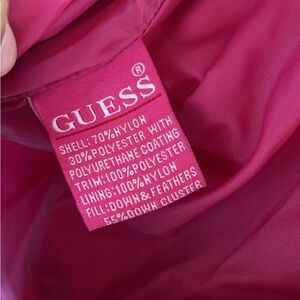 GUESS®
SHELL:70%NYLON
30%POLYESTER WITH
POLYURETHANE COATING
TRIM:100%POLYESTER
LINING:100%NYLON
FILL:DOWN&FEATHERS
55%DOWN CLUSTER